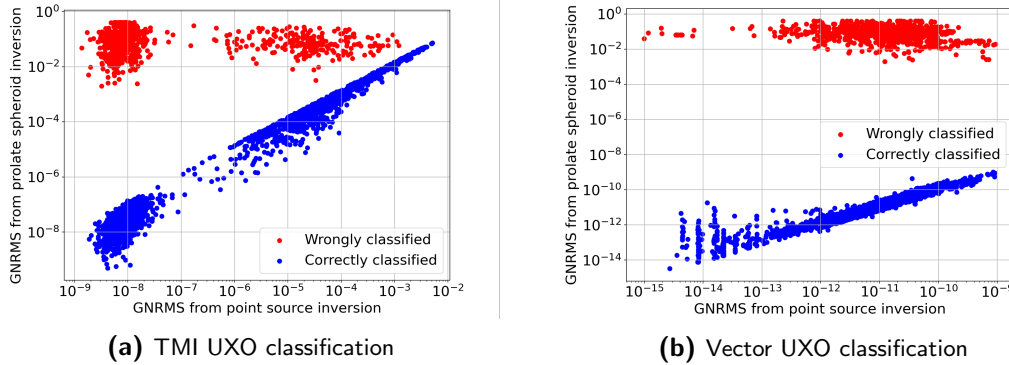 GNRMS from prolate spheroid inversion
10⁰
10⁻²
10⁻⁴
10⁻⁶
10⁻⁸
Wrongly classified
Correctly classified
10⁻⁹ 10⁻⁸ 10⁻⁷ 10⁻⁶ 10⁻⁵ 10⁻⁴ 10⁻³ 10⁻²
GNRMS from point source inversion
(a) TMI UXO classification
GNRMS from prolate spheroid inversion
10⁰
10⁻²
10⁻⁴
10⁻⁶
10⁻⁸
10⁻¹⁰
10⁻¹²
10⁻¹⁴
Wrongly classified
Correctly classified
10⁻¹⁵ 10⁻¹⁴ 10⁻¹³ 10⁻¹² 10⁻¹¹ 10⁻¹⁰ 10⁻⁹
GNRMS from point source inversion
(b) Vector UXO classification